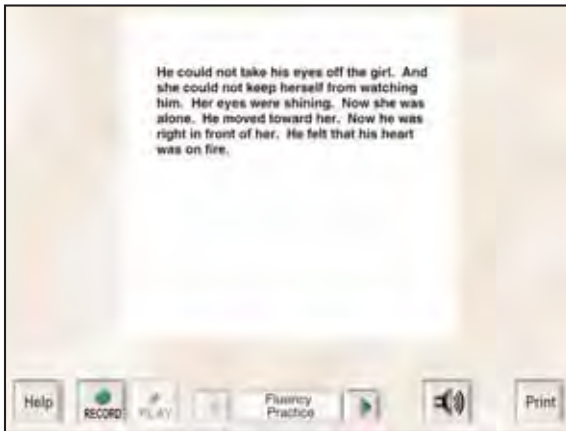 He could not take his eyes off the girl. And
she could not keep herself from watching
him. Her eyes were shining. Now she was
alone. He moved toward her. Now he was
right in front of her. He felt that his heart
was on fire.
Help
RECORD
PLAY
Fluency
Practice
Print